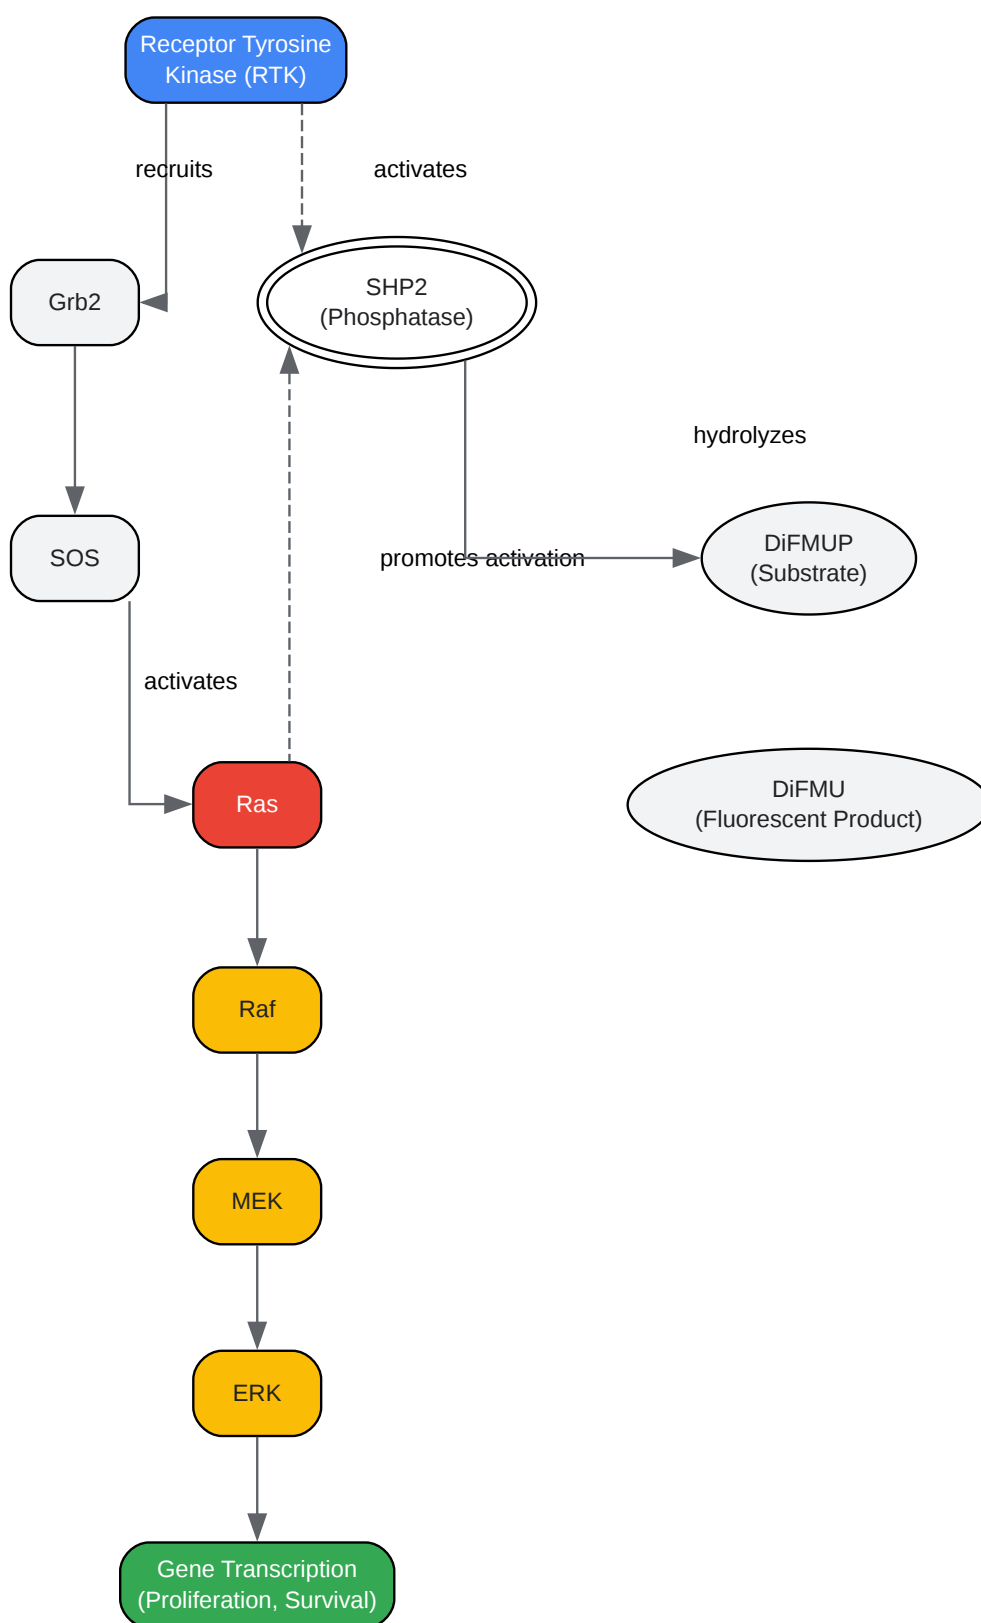 Receptor Tyrosine
Kinase (RTK)
recruits
activates
Grb2
SHP2
(Phosphatase)
hydrolyzes
SOS
promotes activation
DiFMUP
(Substrate)
activates
Ras
DiFMU
(Fluorescent Product)
Raf
MEK
ERK
Gene Transcription
(Proliferation, Survival)